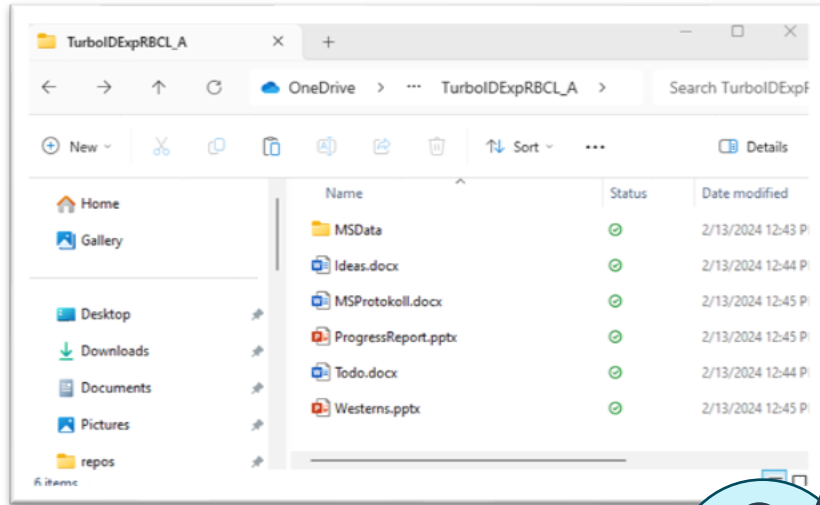 TurboIDExpRBCL_A
OneDrive > ... TurboIDExpRBCL_A > Search TurboIDExpR
New Sort ... Details
Name Status Date modified
Home
Gallery
Desktop
Downloads
Documents
Pictures
repos
MSData 2/13/2024 12:43 P
Ideas.docx 2/13/2024 12:44 P
MSProtokoll.docx 2/13/2024 12:45 P
ProgressReport.pptx 2/13/2024 12:45 P
Todo.docx 2/13/2024 12:44 P
Westerns.pptx 2/13/2024 12:45 P
6 items